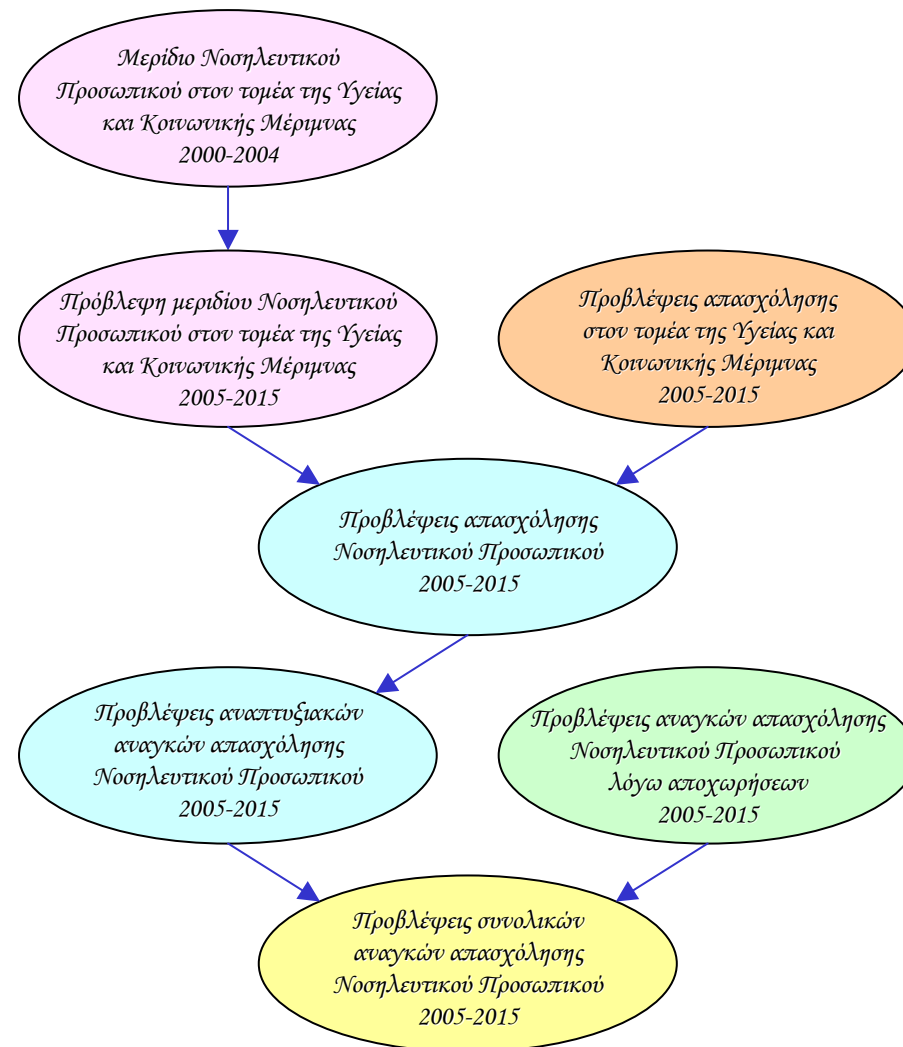 Μερίδιο Νοσηλευτικού
Προσωπικού στον τομέα της Υγείας
και Κοινωνικής Μέριμνας
2000-2004
Πρόβλεψη μεριδίου Νοσηλευτικού
Προσωπικού στον τομέα της Υγείας
και Κοινωνικής Μέριμνας
2005-2015
Προβλέψεις απασχόλησης
στον τομέα της Υγείας και
Κοινωνικής Μέριμνας
2005-2015
Προβλέψεις απασχόλησης
Νοσηλευτικού Προσωπικού
2005-2015
Προβλέψεις αναπτυξιακών
αναγκών απασχόλησης
Νοσηλευτικού Προσωπικού
2005-2015
Προβλέψεις αναγκών απασχόλησης
Νοσηλευτικού Προσωπικού
λόγω αποχωρήσεων
2005-2015
Προβλέψεις συνολικών
αναγκών απασχόλησης
Νοσηλευτικού Προσωπικού
2005-2015